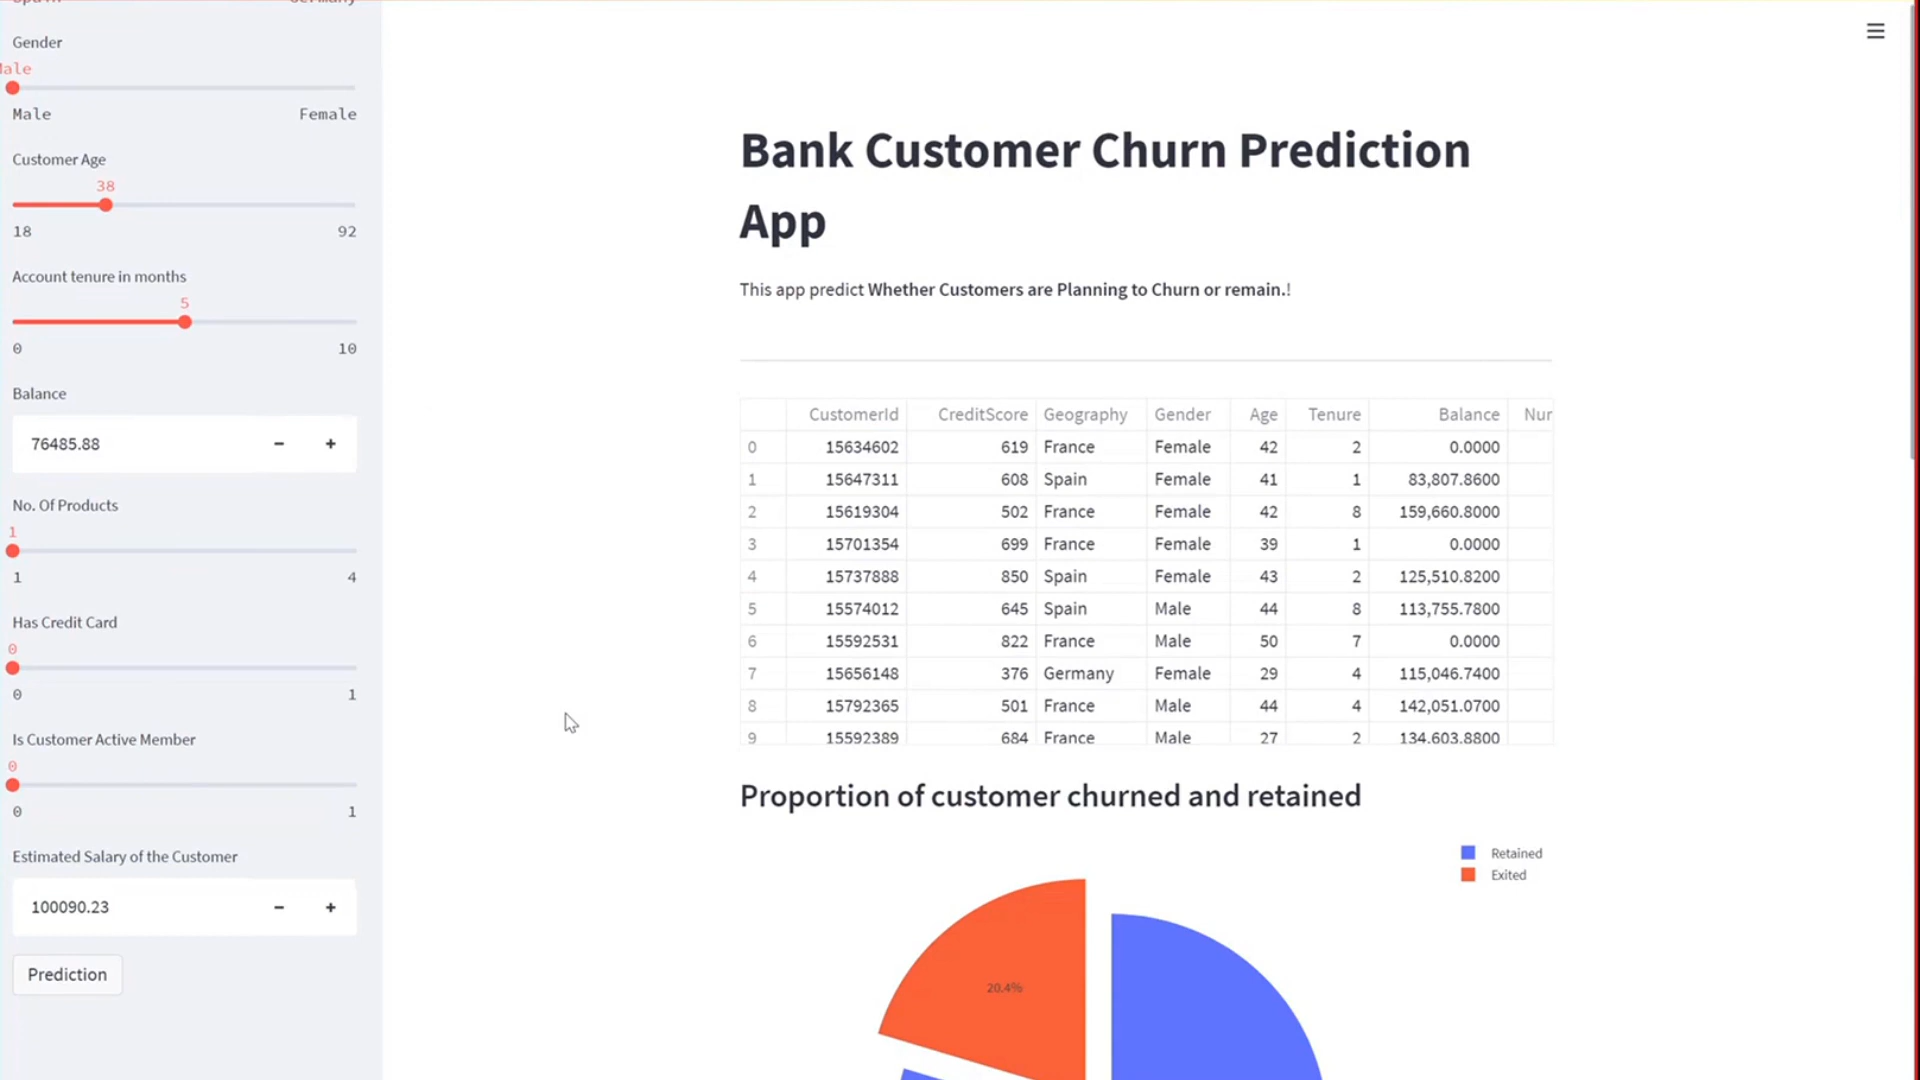 Gender
Male
Male Female
Customer Age
38
18 92
Account tenure in months
5
0 10
Balance
76485.88 − +
No. Of Products
1
1 4
Has Credit Card
0
0 1
Is Customer Active Member
0
0 1
Estimated Salary of the Customer
100090.23 − +
Prediction
Bank Customer Churn Prediction
App
This app predict Whether Customers are Planning to Churn or remain.!
CustomerId CreditScore Geography Gender Age Tenure Balance Nur
0 15634602 619 France Female 42 2 0.0000
1 15647311 608 Spain Female 41 1 83,807.8600
2 15619304 502 France Female 42 8 159,660.8000
3 15701354 699 France Female 39 1 0.0000
4 15737888 850 Spain Female 43 2 125,510.8200
5 15574012 645 Spain Male 44 8 113,755.7800
6 15592531 822 France Male 50 7 0.0000
7 15656148 376 Germany Female 29 4 115,046.7400
8 15792365 501 France Male 44 4 142,051.0700
9 15592389 684 France Male 27 2 134,603.8800
Proportion of customer churned and retained
Retained
Exited
20.4%